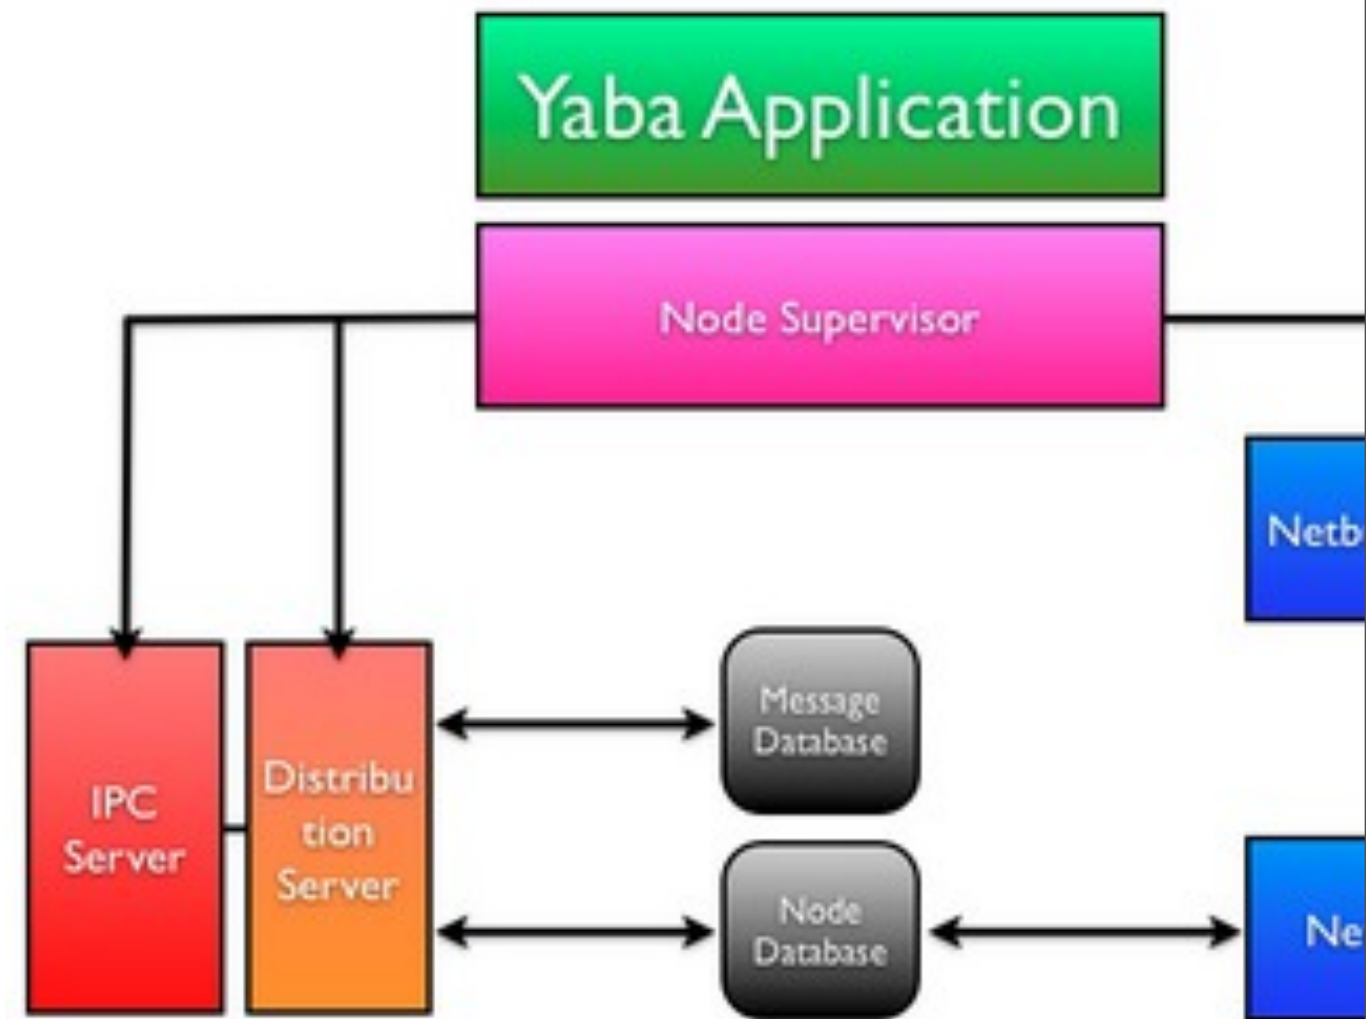 Yaba Application
Node Supervisor
Netb
Message
Database
IPC
Server
Distribu
tion
Server
Node
Database
Ne